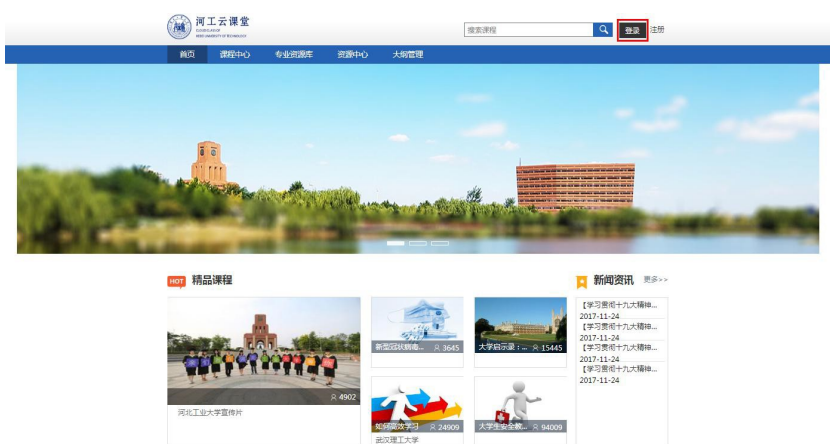 河工云课堂
搜索课程
登录 注册
首页 课程中心 专业资源库 资源中心 大纲管理
HOT 精品课程
4902
河北工业大学宣传片
新型冠状病毒... 3645
大学启示录：... 15445
如何高效学习 24909
武汉理工大学
大学生安全教... 94009
新闻资讯 更多>>
【学习贯彻十九大精神...
2017-11-24
【学习贯彻十九大精神...
2017-11-24
【学习贯彻十九大精神...
2017-11-24
【学习贯彻十九大精神...
2017-11-24